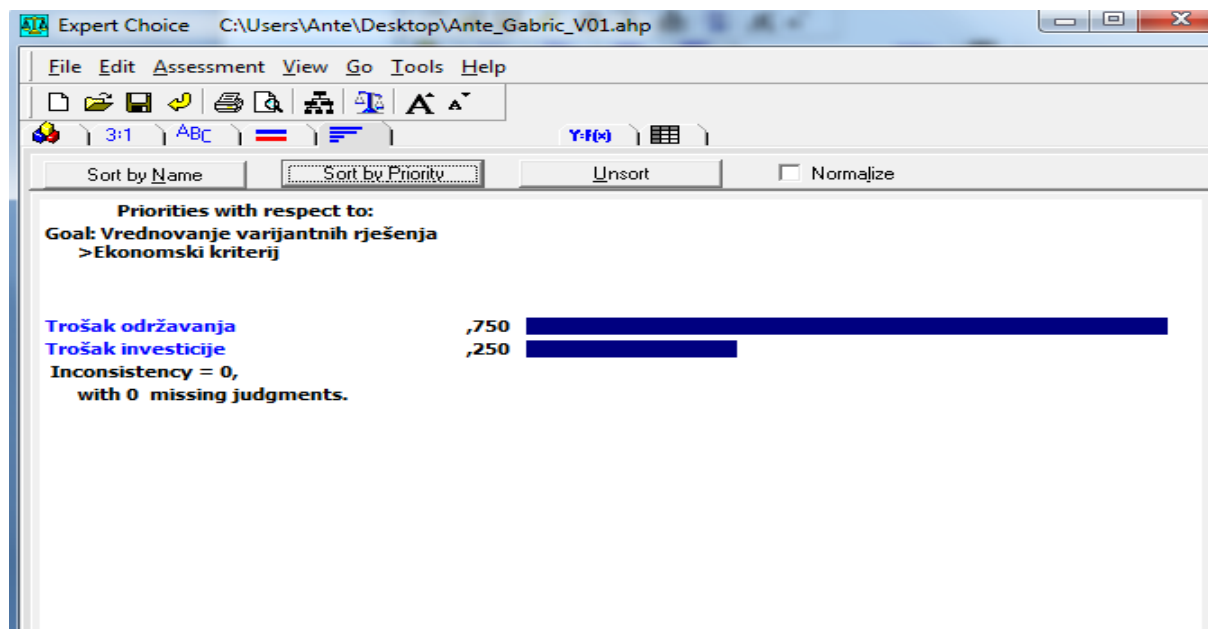 Expert Choice C:\Users\Ante\Desktop\Ante_Gabric_V01.ahp
File Edit Assessment View Go Tools Help
A A
3:1 ABC Y=F(x)
Sort by Name Sort by Priority Unsort Normalize
Priorities with respect to:
Goal: Vrednovanje varijantnih rješenja
>Ekonomski kriterij
Trošak održavanja ,750
Trošak investicije ,250
Inconsistency = 0,
with 0 missing judgments.